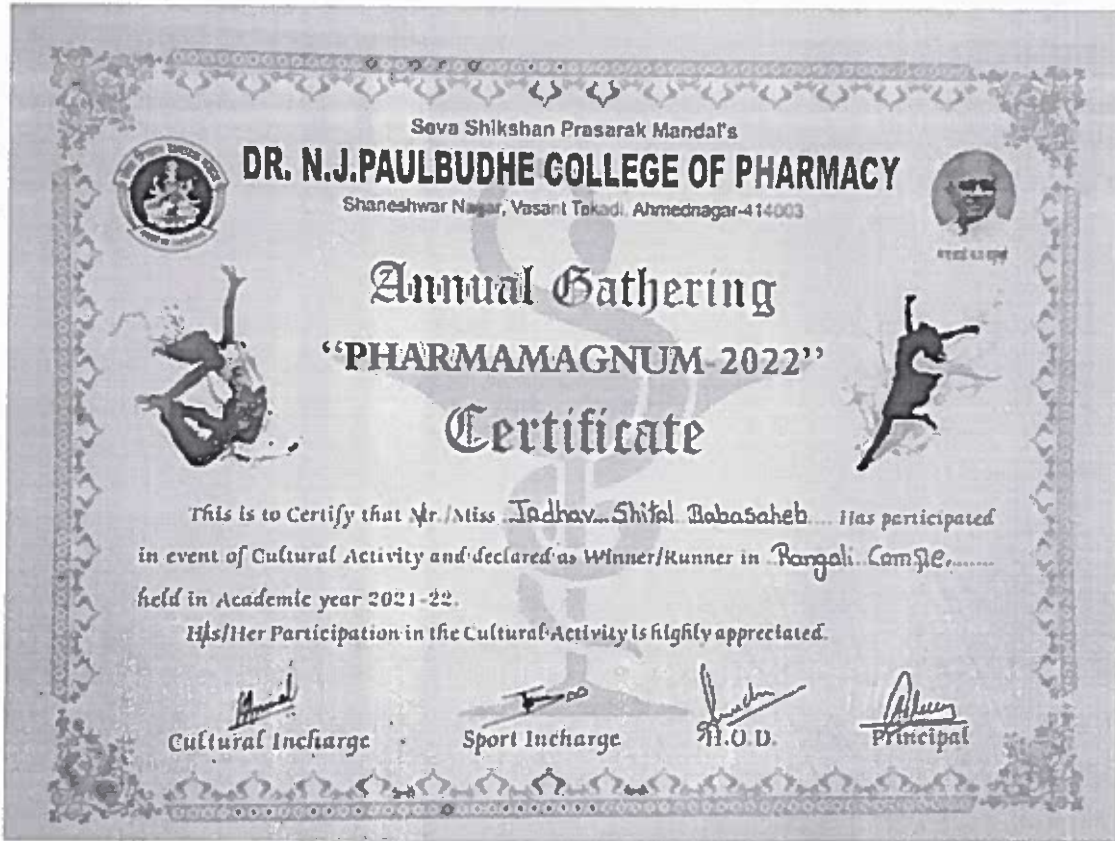 Seva Shikshan Prasarak Mandal's
DR. N.J.PAULBUDHE COLLEGE OF PHARMACY
Shaneshwar Nagar, Vasant Tekadi, Ahmednagar-414003
Annual Gathering
“PHARMAMAGNUM-2022”
Certificate
This is to Certify that Mr./Miss Jadhav Shital Babasaheb Has participated
in event of Cultural Activity and declared as Winner/Runner in Rangoli Compe.
held in Academic year 2021-22.
His/Her Participation in the Cultural Activity is highly appreciated.
Cultural Incharge Sport Incharge H.O.D. Principal